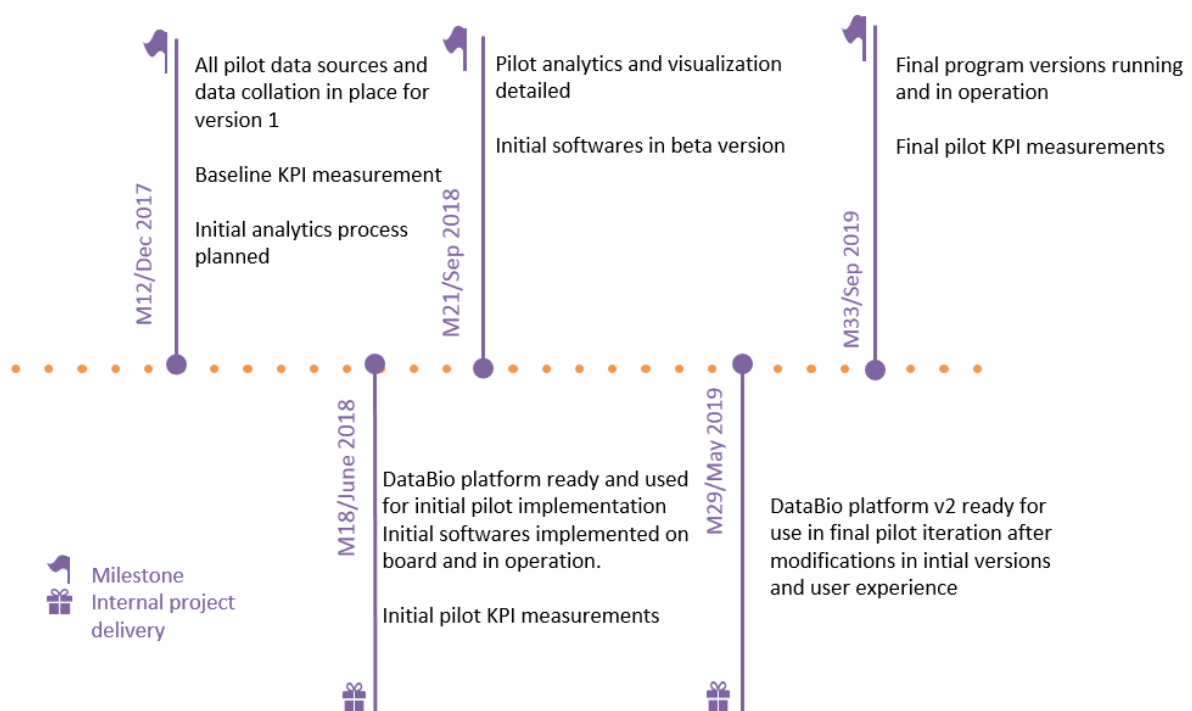 All pilot data sources and
data collation in place for
version 1
Baseline KPI measurement
Initial analytics process
planned
M12/Dec 2017
Pilot analytics and visualization
detailed
Initial softwares in beta version
M21/Sep 2018
Final program versions running
and in operation
Final pilot KPI measurements
M33/Sep 2019
M18/June 2018
DataBio platform ready and used
for initial pilot implementation
Initial softwares implemented on
board and in operation.
Initial pilot KPI measurements
M29/May 2019
DataBio platform v2 ready for
use in final pilot iteration after
modifications in intial versions
and user experience
Milestone
Internal project
delivery